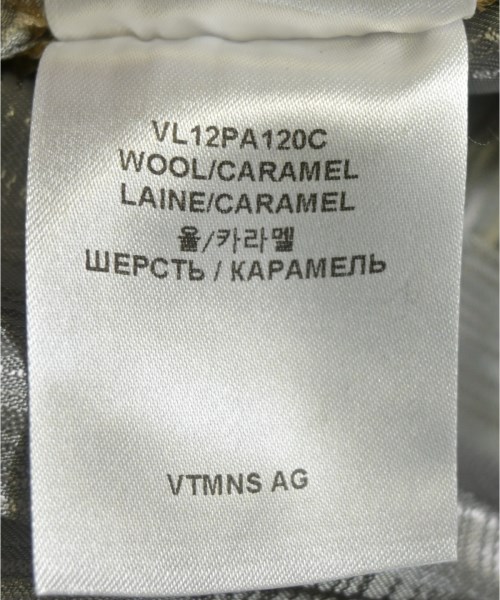 VL12PA120C
WOOL/CARAMEL
LAINE/CARAMEL
울/카라멜
ШЕРСТЬ / КАРАМЕЛЬ
VTMNS AG